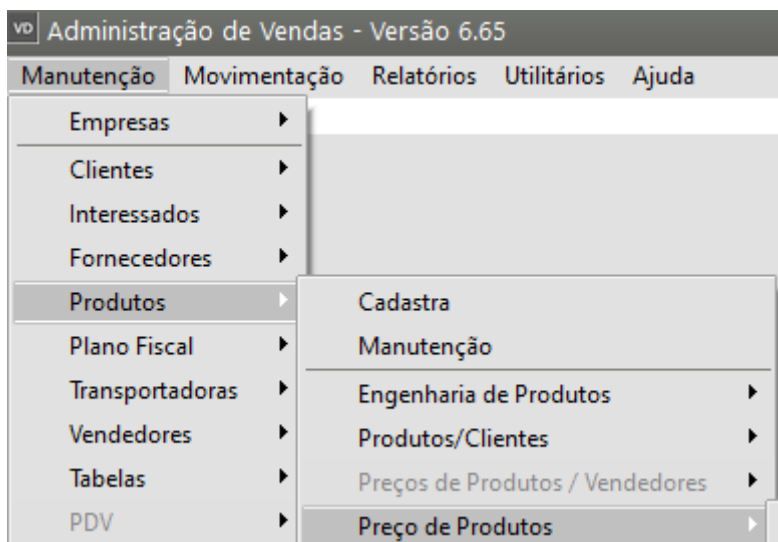 VD Administração de Vendas - Versão 6.65
Manutenção Movimentação Relatórios Utilitários Ajuda
Empresas
Clientes
Interessados
Fornecedores
Produtos
Plano Fiscal
Transportadoras
Vendedores
Tabelas
PDV
Cadastra
Manutenção
Engenharia de Produtos
Produtos/Clientes
Preços de Produtos / Vendedores
Preço de Produtos